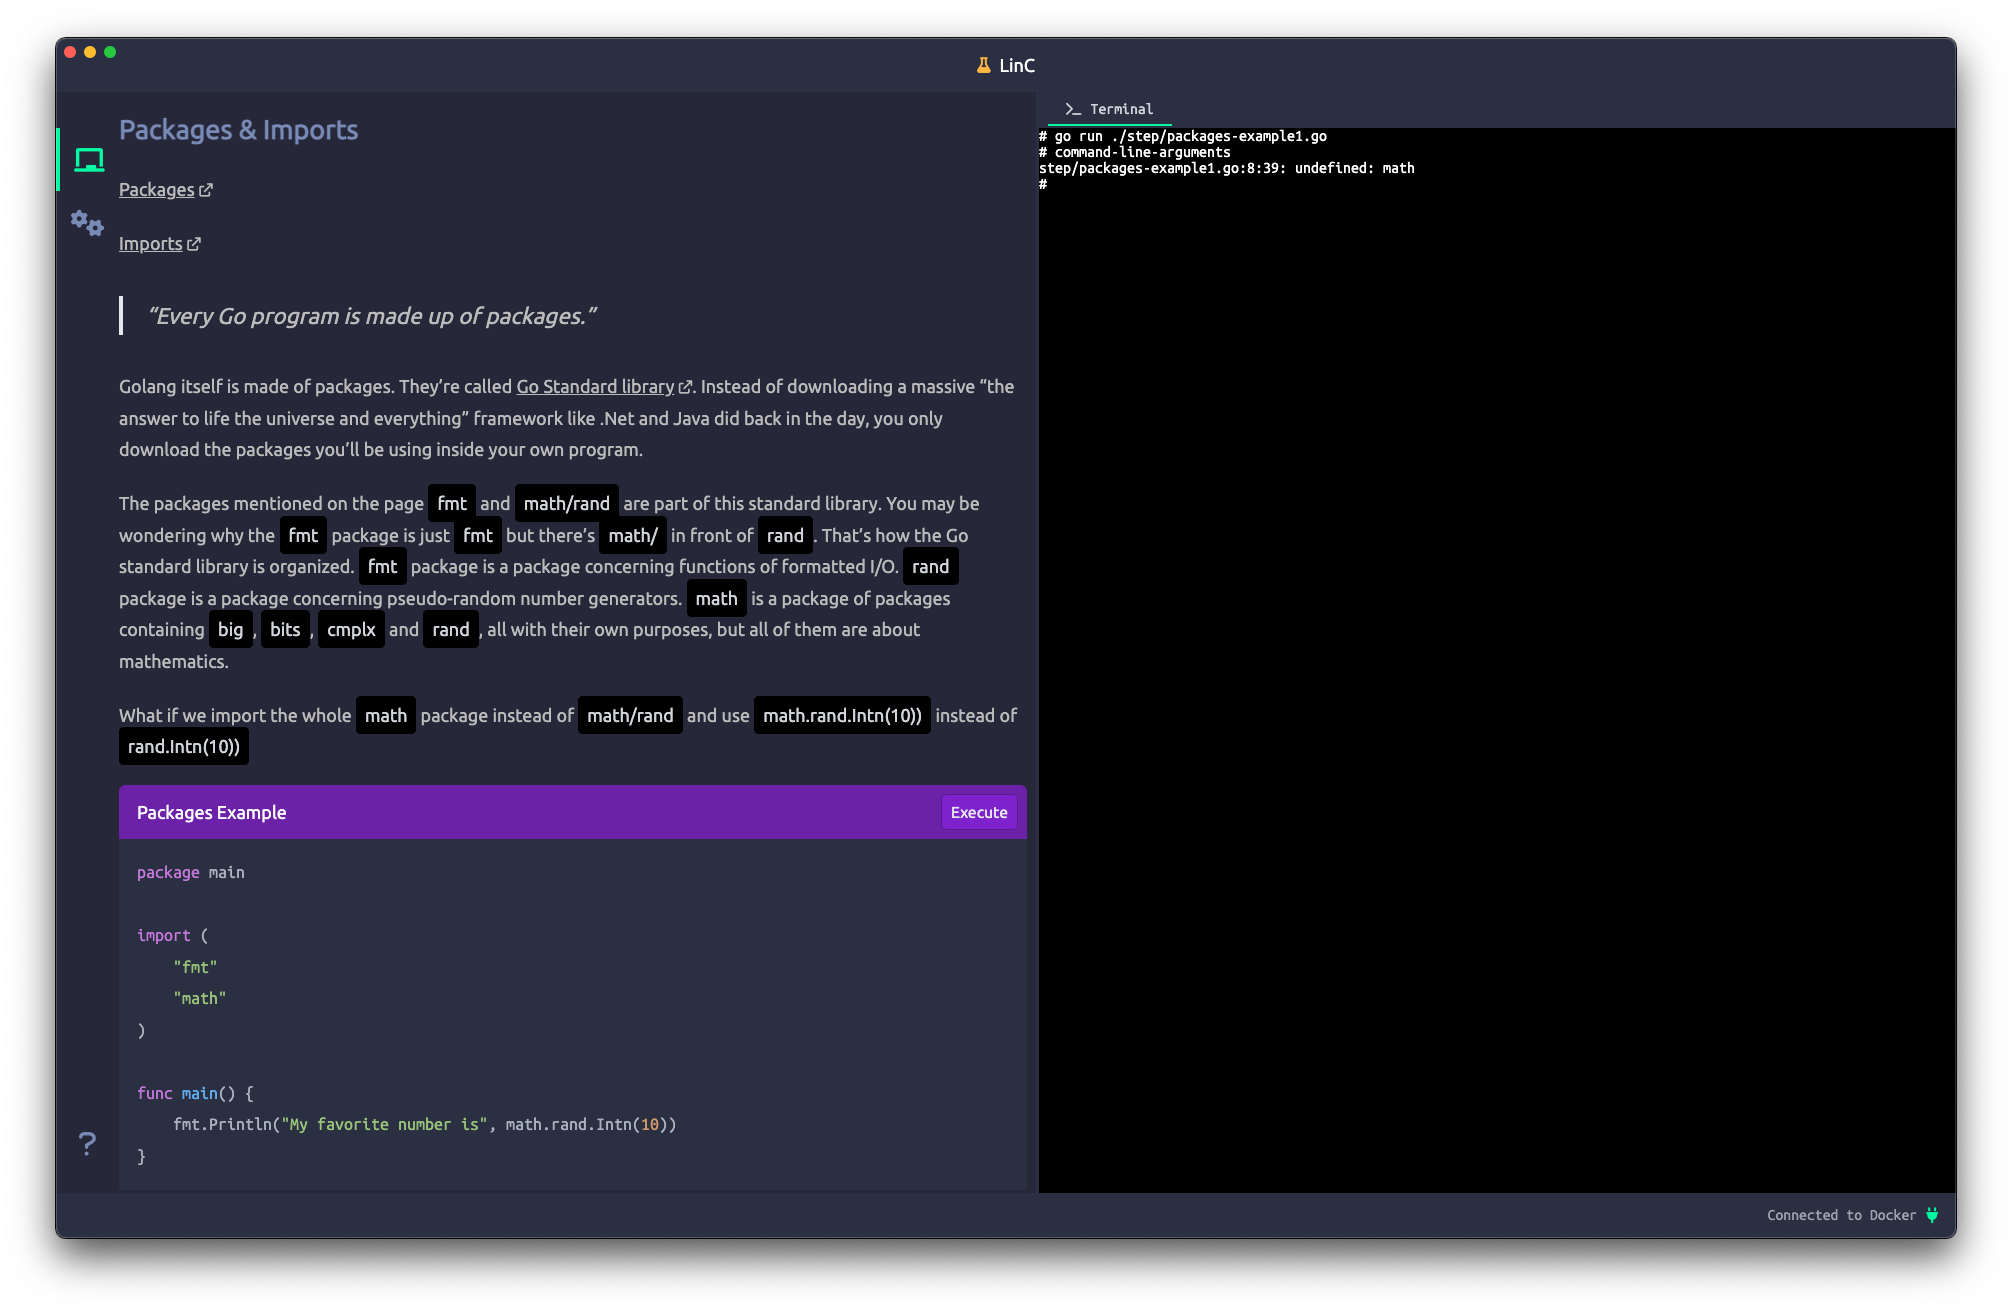 LinC
Packages & Imports
Packages
Imports
“Every Go program is made up of packages.”
Golang itself is made of packages. They’re called Go Standard library. Instead of downloading a massive “the
answer to life the universe and everything” framework like .Net and Java did back in the day, you only
download the packages you’ll be using inside your own program.
The packages mentioned on the page fmt and math/rand are part of this standard library. You may be
wondering why the fmt package is just fmt but there’s math/ in front of rand. That’s how the Go
standard library is organized. fmt package is a package concerning functions of formatted I/O. rand
package is a package concerning pseudo-random number generators. math is a package of packages
containing big, bits, cmplx and rand, all with their own purposes, but all of them are about
mathematics.
What if we import the whole math package instead of math/rand and use math.rand.Intn(10)) instead of
rand.Intn(10))
Packages Example
Execute
package main
import (
"fmt"
"math"
)
func main() {
fmt.Println("My favorite number is", math.rand.Intn(10))
}
?
>_ Terminal
# go run ./step/packages-example1.go
# command-line-arguments
step/packages-example1.go:8:39: undefined: math
#
Connected to Docker